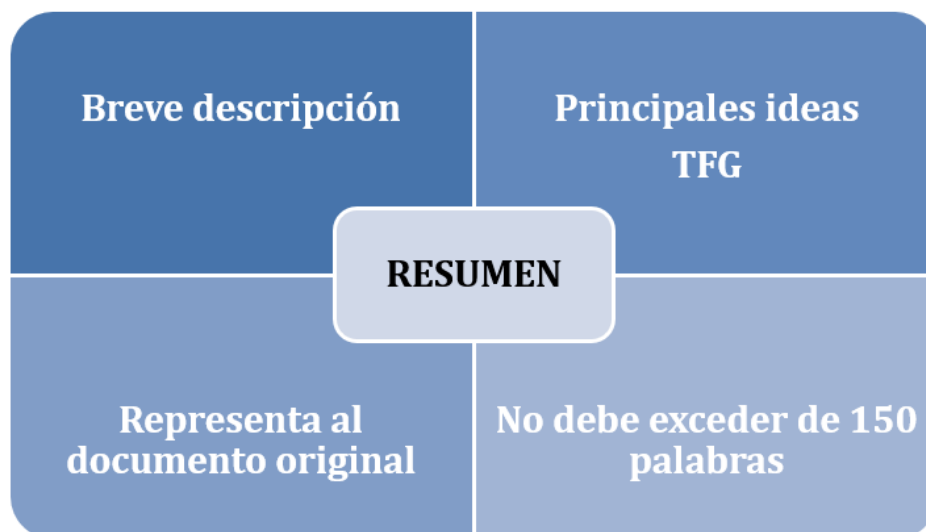 Breve descripción
Principales ideas
TFG
RESUMEN
Representa al
documento original
No debe exceder de 150
palabras